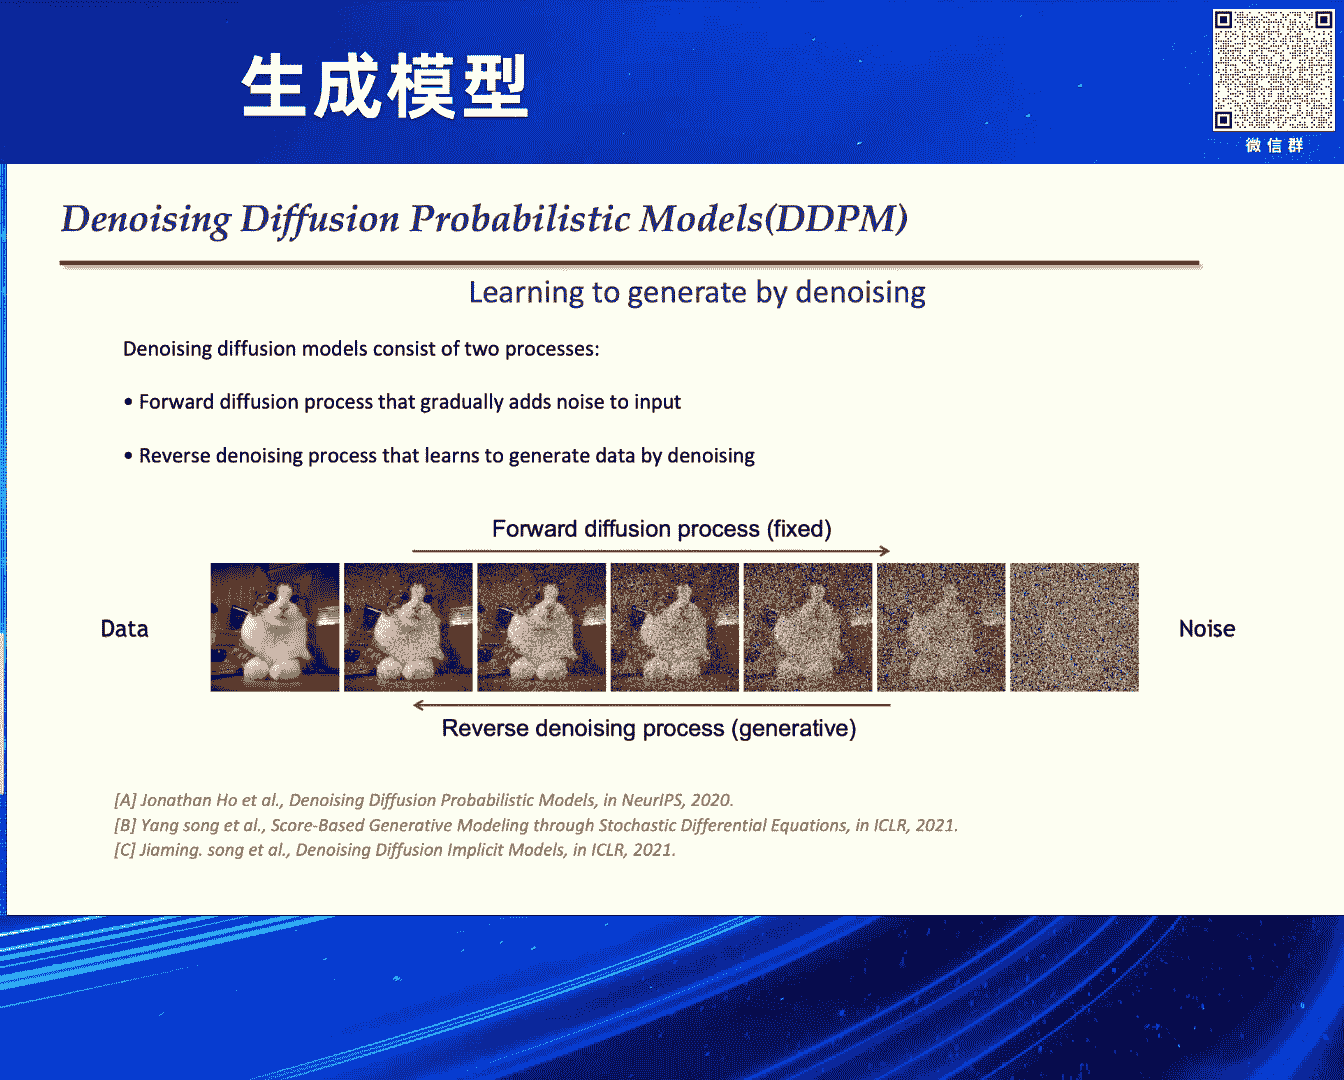 生成模型
微信群
Denoising Diffusion Probabilistic Models(DDPM)
Learning to generate by denoising
Denoising diffusion models consist of two processes:
• Forward diffusion process that gradually adds noise to input
• Reverse denoising process that learns to generate data by denoising
Forward diffusion process (fixed)
Data
Noise
Reverse denoising process (generative)
[A] Jonathan Ho et al., Denoising Diffusion Probabilistic Models, in NeurIPS, 2020.
[B] Yang song et al., Score-Based Generative Modeling through Stochastic Differential Equations, in ICLR, 2021.
[C] Jiaming. song et al., Denoising Diffusion Implicit Models, in ICLR, 2021.